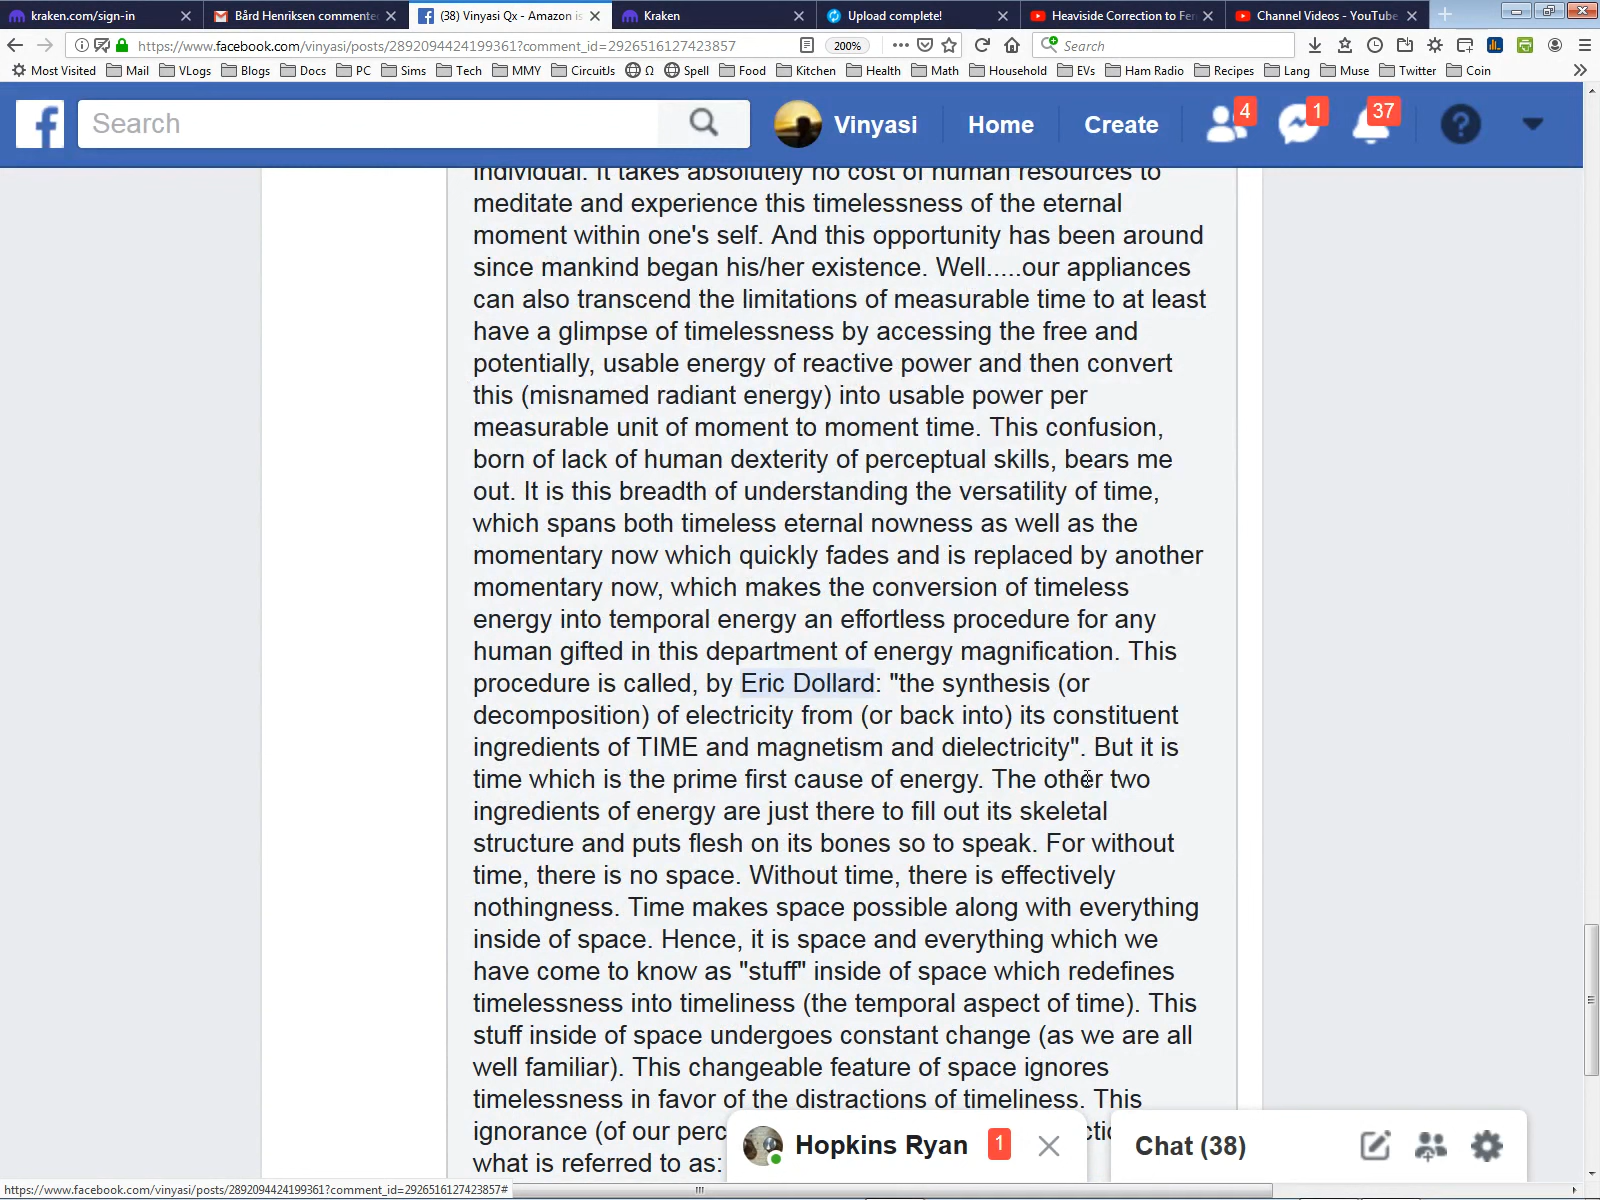 kraken.com/sign-in
Bård Henriksen commente
(38) Vinyasi Qx - Amazon is
Kraken
Upload complete!
Heaviside Correction to Fer
Channel Videos - YouTube
https://www.facebook.com/vinyasi/posts/2892094424199361?comment_id=2926516127423857
200%
Search
Most Visited
Mail
VLogs
Blogs
Docs
PC
Sims
Tech
MMY
CircuitJs
Ω
Spell
Food
Kitchen
Health
Math
Household
EVs
Ham Radio
Recipes
Lang
Muse
Twitter
Coin
Search
Vinyasi
Home
Create
4
1
37
individual. It takes absolutely no cost of human resources to
meditate and experience this timelessness of the eternal
moment within one's self. And this opportunity has been around
since mankind began his/her existence. Well.....our appliances
can also transcend the limitations of measurable time to at least
have a glimpse of timelessness by accessing the free and
potentially, usable energy of reactive power and then convert
this (misnamed radiant energy) into usable power per
measurable unit of moment to moment time. This confusion,
born of lack of human dexterity of perceptual skills, bears me
out. It is this breadth of understanding the versatility of time,
which spans both timeless eternal nowness as well as the
momentary now which quickly fades and is replaced by another
momentary now, which makes the conversion of timeless
energy into temporal energy an effortless procedure for any
human gifted in this department of energy magnification. This
procedure is called, by Eric Dollard: "the synthesis (or
decomposition) of electricity from (or back into) its constituent
ingredients of TIME and magnetism and dielectricity". But it is
time which is the prime first cause of energy. The other two
ingredients of energy are just there to fill out its skeletal
structure and puts flesh on its bones so to speak. For without
time, there is no space. Without time, there is effectively
nothingness. Time makes space possible along with everything
inside of space. Hence, it is space and everything which we
have come to know as "stuff" inside of space which redefines
timelessness into timeliness (the temporal aspect of time). This
stuff inside of space undergoes constant change (as we are all
well familiar). This changeable feature of space ignores
timelessness in favor of the distractions of timeliness. This
ignorance (of our perc
what is referred to as:
Hopkins Ryan
1
Chat (38)
https://www.facebook.com/vinyasi/posts/2892094424199361?comment_id=2926516127423857#